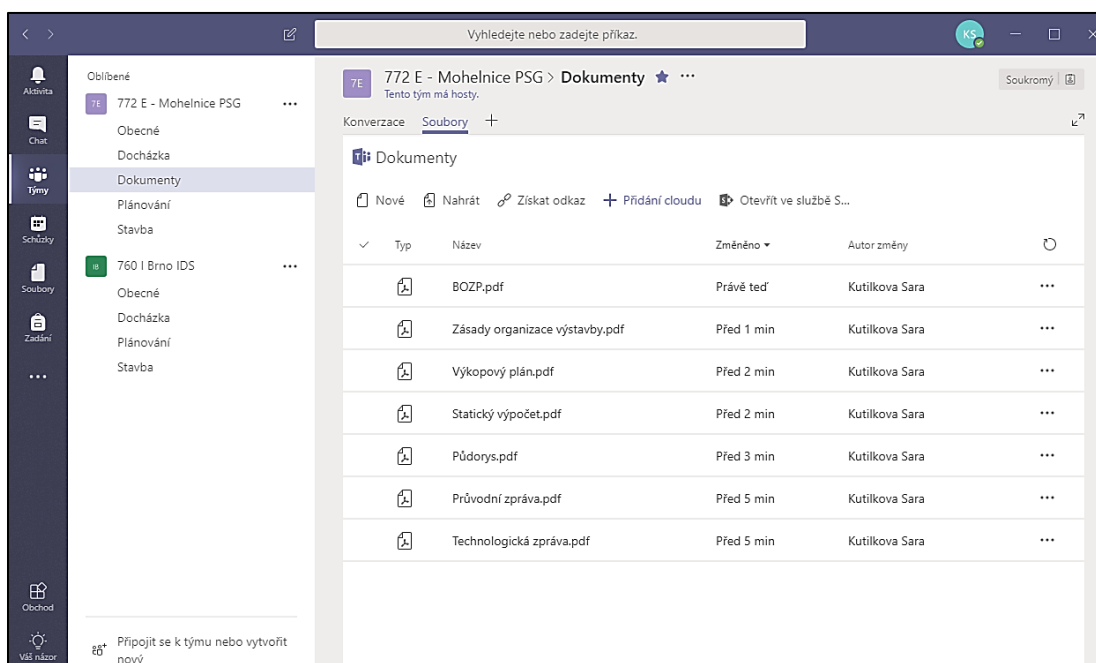 Vyhledejte nebo zadejte příkaz.
KS
Aktivita
Chat
Týmy
Schůzky
Soubory
Zadání
Obchod
Váš názor
Oblíbené
7E 772 E - Mohelnice PSG
Obecné
Docházka
Dokumenty
Plánování
Stavba
IB 760 I Brno IDS
Obecné
Docházka
Plánování
Stavba
Připojit se k týmu nebo vytvořit
nový
7E 772 E - Mohelnice PSG > Dokumenty
Tento tým má hosty.
Soukromý
Konverzace Soubory
Dokumenty
Nové Nahrát Získat odkaz Přidání cloudu Otevřít ve službě S...
Typ Název Změněno Autor změny
BOZP.pdf Právě teď Kutilkova Sara
Zásady organizace výstavby.pdf Před 1 min Kutilkova Sara
Výkopový plán.pdf Před 2 min Kutilkova Sara
Statický výpočet.pdf Před 2 min Kutilkova Sara
Půdorys.pdf Před 3 min Kutilkova Sara
Průvodní zpráva.pdf Před 5 min Kutilkova Sara
Technologická zpráva.pdf Před 5 min Kutilkova Sara